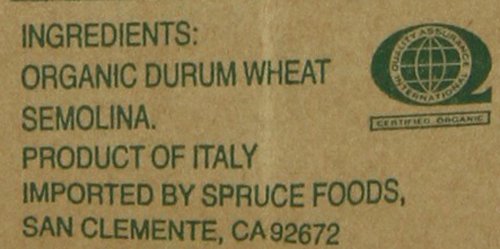 INGREDIENTS:
ORGANIC DURUM WHEAT
SEMOLINA.
PRODUCT OF ITALY
IMPORTED BY SPRUCE FOODS,
SAN CLEMENTE, CA 92672
QUALITY ASSURANCE
INTERNATIONAL
CERTIFIED ORGANIC